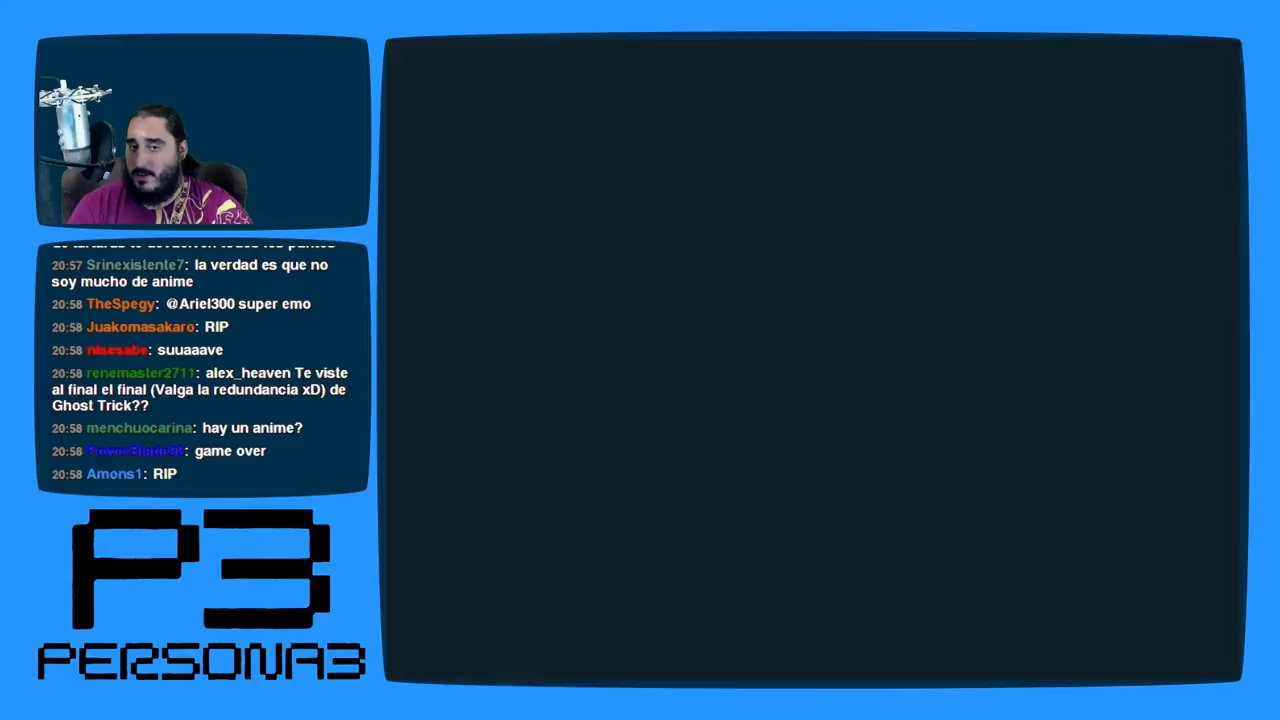 20:57 Srinexistente7: la verdad es que no
soy mucho de anime
20:58 TheSpegy: @Ariel300 super emo
20:58 Juakomasakaro: RIP
20:58 nisesabe: suuaaave
20:58 renemaster2711: alex_heaven Te viste
al final el final (Valga la redundancia xD) de
Ghost Trick??
20:58 menchuocarina: hay un anime?
20:58 : game over
20:58 Amons1: RIP
P3
PERSONA3